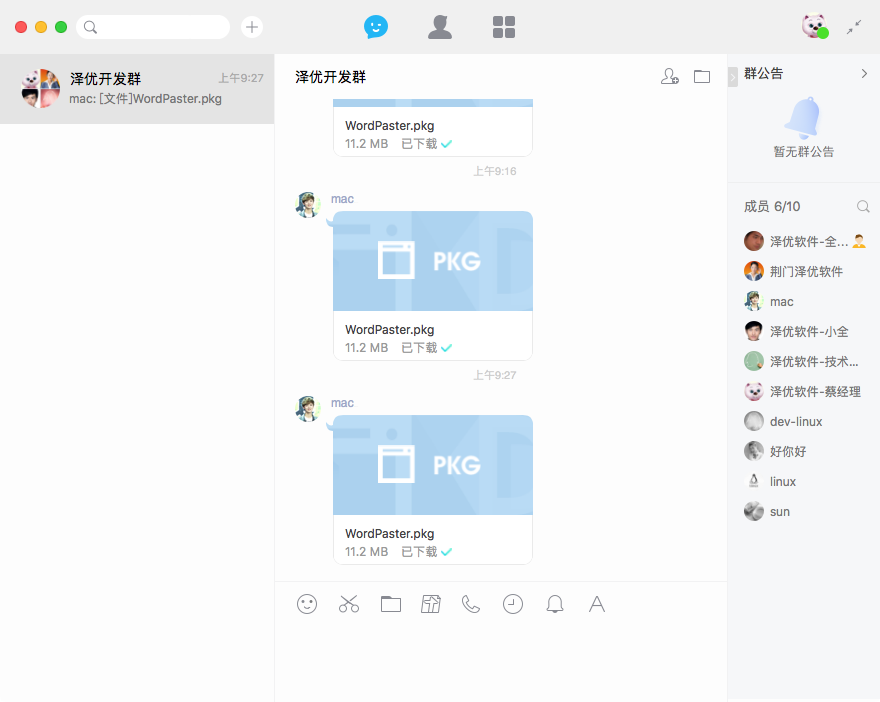 泽优开发群
上午9:27
mac: [文件]WordPaster.pkg
泽优开发群
WordPaster.pkg
11.2 MB 已下载
上午9:16
mac
PKG
WordPaster.pkg
11.2 MB 已下载
上午9:27
mac
PKG
WordPaster.pkg
11.2 MB 已下载
群公告
暂无群公告
成员 6/10
泽优软件-全...
荆门泽优软件
mac
泽优软件-小全
泽优软件-技术...
泽优软件-蔡经理
dev-linux
好你好
linux
sun